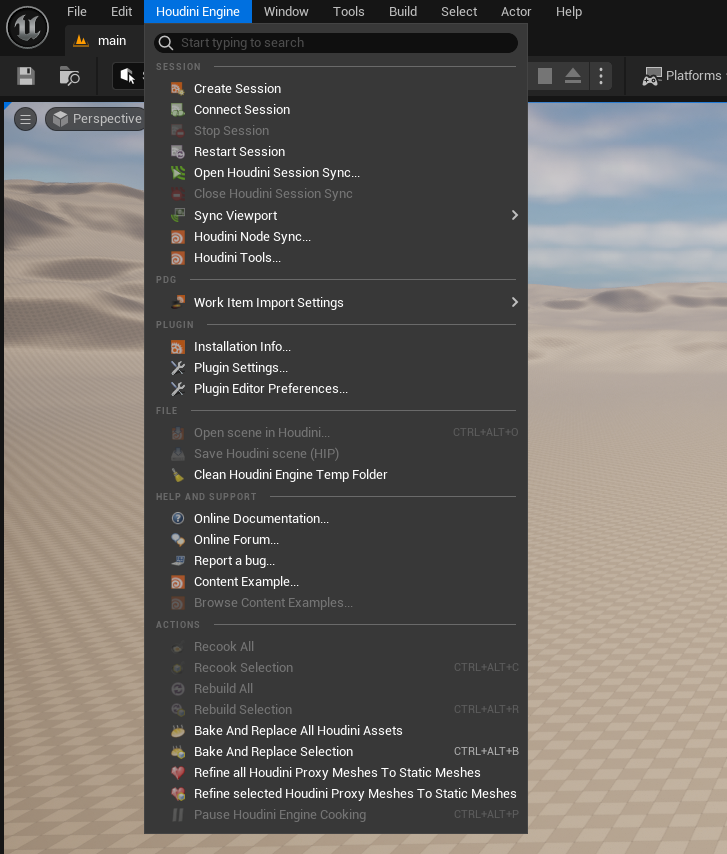 File Edit Houdini Engine Window Tools Build Select Actor Help
main
Start typing to search
Platforms
Perspective
SESSION
Create Session
Connect Session
Stop Session
Restart Session
Open Houdini Session Sync...
Close Houdini Session Sync
Sync Viewport
Houdini Node Sync...
Houdini Tools...
PDG
Work Item Import Settings
PLUGIN
Installation Info...
Plugin Settings...
Plugin Editor Preferences...
FILE
Open scene in Houdini... CTRL+ALT+O
Save Houdini scene (HIP)
Clean Houdini Engine Temp Folder
HELP AND SUPPORT
Online Documentation...
Online Forum...
Report a bug...
Content Example...
Browse Content Examples...
ACTIONS
Recook All
Recook Selection CTRL+ALT+C
Rebuild All
Rebuild Selection CTRL+ALT+R
Bake And Replace All Houdini Assets
Bake And Replace Selection CTRL+ALT+B
Refine all Houdini Proxy Meshes To Static Meshes
Refine selected Houdini Proxy Meshes To Static Meshes
Pause Houdini Engine Cooking CTRL+ALT+P